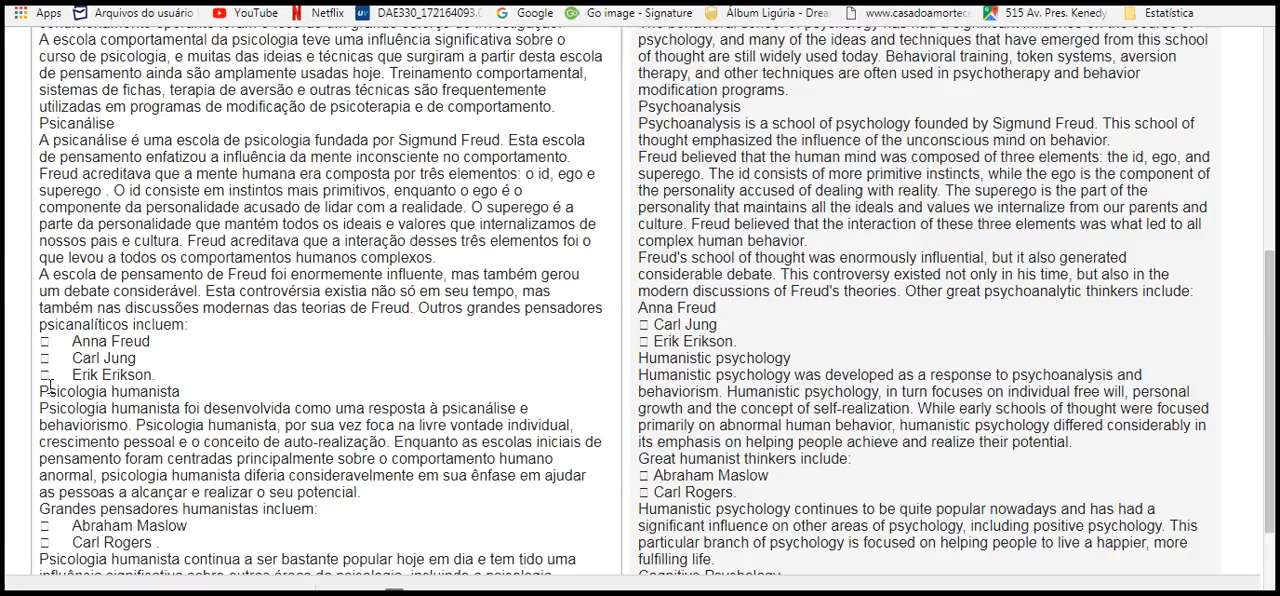 Apps Arquivos do usuário YouTube Netflix DAE330_172164093.( Google Go image - Signature Álbum Ligúria - Drea www.casadoamortec 515 Av. Pres. Kenedy Estatística
A escola comportamental da psicologia teve uma influência significativa sobre o
curso de psicologia, e muitas das ideias e técnicas que surgiram a partir desta escola
de pensamento ainda são amplamente usadas hoje. Treinamento comportamental,
sistemas de fichas, terapia de aversão e outras técnicas são frequentemente
utilizadas em programas de modificação de psicoterapia e de comportamento.
Psicanálise
A psicanálise é uma escola de psicologia fundada por Sigmund Freud. Esta escola
de pensamento enfatizou a influência da mente inconsciente no comportamento.
Freud acreditava que a mente humana era composta por três elementos: o id, ego e
superego . O id consiste em instintos mais primitivos, enquanto o ego é o
componente da personalidade acusado de lidar com a realidade. O superego é a
parte da personalidade que mantém todos os ideais e valores que internalizamos de
nossos pais e cultura. Freud acreditava que a interação desses três elementos foi o
que levou a todos os comportamentos humanos complexos.
A escola de pensamento de Freud foi enormemente influente, mas também gerou
um debate considerável. Esta controvérsia existia não só em seu tempo, mas
também nas discussões modernas das teorias de Freud. Outros grandes pensadores
psicanalíticos incluem:
Anna Freud
Carl Jung
Erik Erikson.
Psicologia humanista
Psicologia humanista foi desenvolvida como uma resposta à psicanálise e
behaviorismo. Psicologia humanista, por sua vez foca na livre vontade individual,
crescimento pessoal e o conceito de auto-realização. Enquanto as escolas iniciais de
pensamento foram centradas principalmente sobre o comportamento humano
anormal, psicologia humanista diferia consideravelmente em sua ênfase em ajudar
as pessoas a alcançar e realizar o seu potencial.
Grandes pensadores humanistas incluem:
Abraham Maslow
Carl Rogers .
Psicologia humanista continua a ser bastante popular hoje em dia e tem tido uma
influência significativa sobre outras áreas da psicologia, incluindo a psicologia
psychology, and many of the ideas and techniques that have emerged from this school
of thought are still widely used today. Behavioral training, token systems, aversion
therapy, and other techniques are often used in psychotherapy and behavior
modification programs.
Psychoanalysis
Psychoanalysis is a school of psychology founded by Sigmund Freud. This school of
thought emphasized the influence of the unconscious mind on behavior.
Freud believed that the human mind was composed of three elements: the id, ego, and
superego. The id consists of more primitive instincts, while the ego is the component of
the personality accused of dealing with reality. The superego is the part of the
personality that maintains all the ideals and values we internalize from our parents and
culture. Freud believed that the interaction of these three elements was what led to all
complex human behavior.
Freud's school of thought was enormously influential, but it also generated
considerable debate. This controversy existed not only in his time, but also in the
modern discussions of Freud's theories. Other great psychoanalytic thinkers include:
Anna Freud
Carl Jung
Erik Erikson.
Humanistic psychology
Humanistic psychology was developed as a response to psychoanalysis and
behaviorism. Humanistic psychology, in turn focuses on individual free will, personal
growth and the concept of self-realization. While early schools of thought were focused
primarily on abnormal human behavior, humanistic psychology differed considerably in
its emphasis on helping people achieve and realize their potential.
Great humanist thinkers include:
Abraham Maslow
Carl Rogers.
Humanistic psychology continues to be quite popular nowadays and has had a
significant influence on other areas of psychology, including positive psychology. This
particular branch of psychology is focused on helping people to live a happier, more
fulfilling life.
Cognitive Psychology